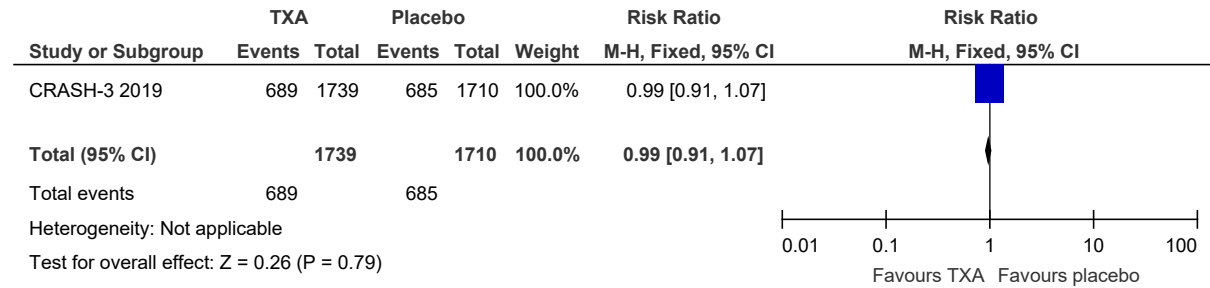 TXA Placebo Risk Ratio Risk Ratio
Study or Subgroup Events Total Events Total Weight M-H, Fixed, 95% CI M-H, Fixed, 95% CI
CRASH-3 2019 689 1739 685 1710 100.0% 0.99 [0.91, 1.07]
Total (95% CI) 1739 1710 100.0% 0.99 [0.91, 1.07]
Total events 689 685
Heterogeneity: Not applicable
Test for overall effect: Z = 0.26 (P = 0.79)
0.01 0.1 1 10 100
Favours TXA Favours placebo